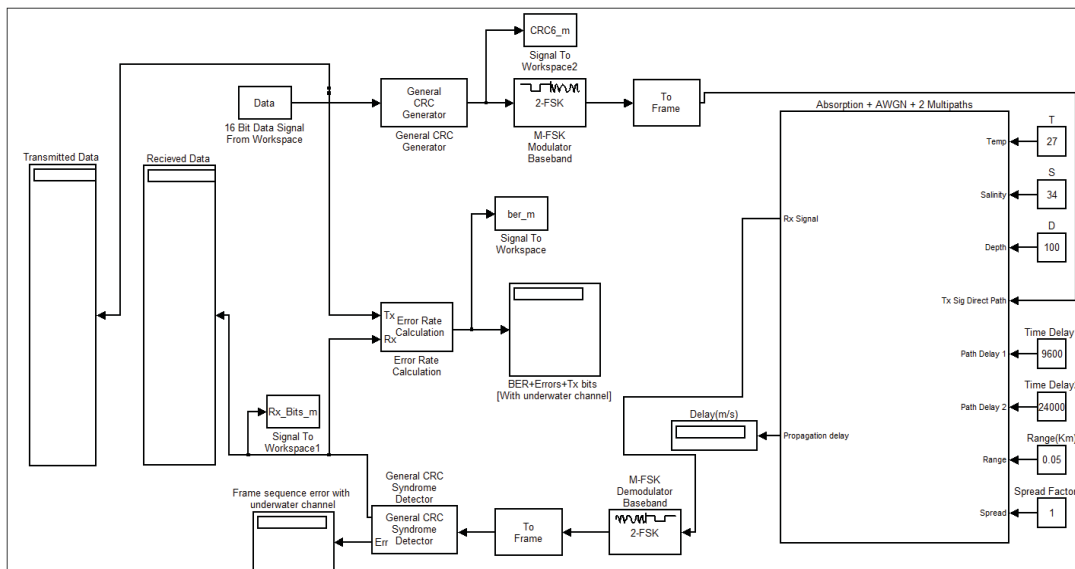 CRC6_m
Signal To
Workspace2
Data
16 Bit Data Signal
From Workspace
General
CRC
Generator
General CRC
Generator
2-FSK
M-FSK
Modulator
Baseband
To
Frame
Absorption + AWGN + 2 Multipaths
Temp
Salinity
Depth
Tx Sig Direct Path
Path Delay 1
Path Delay 2
Range
Spread
Rx Signal
Propagation delay
T
27
S
34
D
100
Time Delay
9600
Time Delay
24000
Range(Km)
0.05
Spread Factor
1
Transmitted Data
Recieved Data
ber_m
Signal To
Workspace
Tx
Rx
Error Rate
Calculation
Error Rate
Calculation
BER+Errors+Tx bits
[With underwater channel]
Rx_Bits_m
Signal To
Workspace1
Delay(m/s)
Frame sequence error with
underwater channel
General CRC
Syndrome
Detector
General CRC
Syndrome
Detector
Err
To
Frame
M-FSK
Demodulator
Baseband
2-FSK